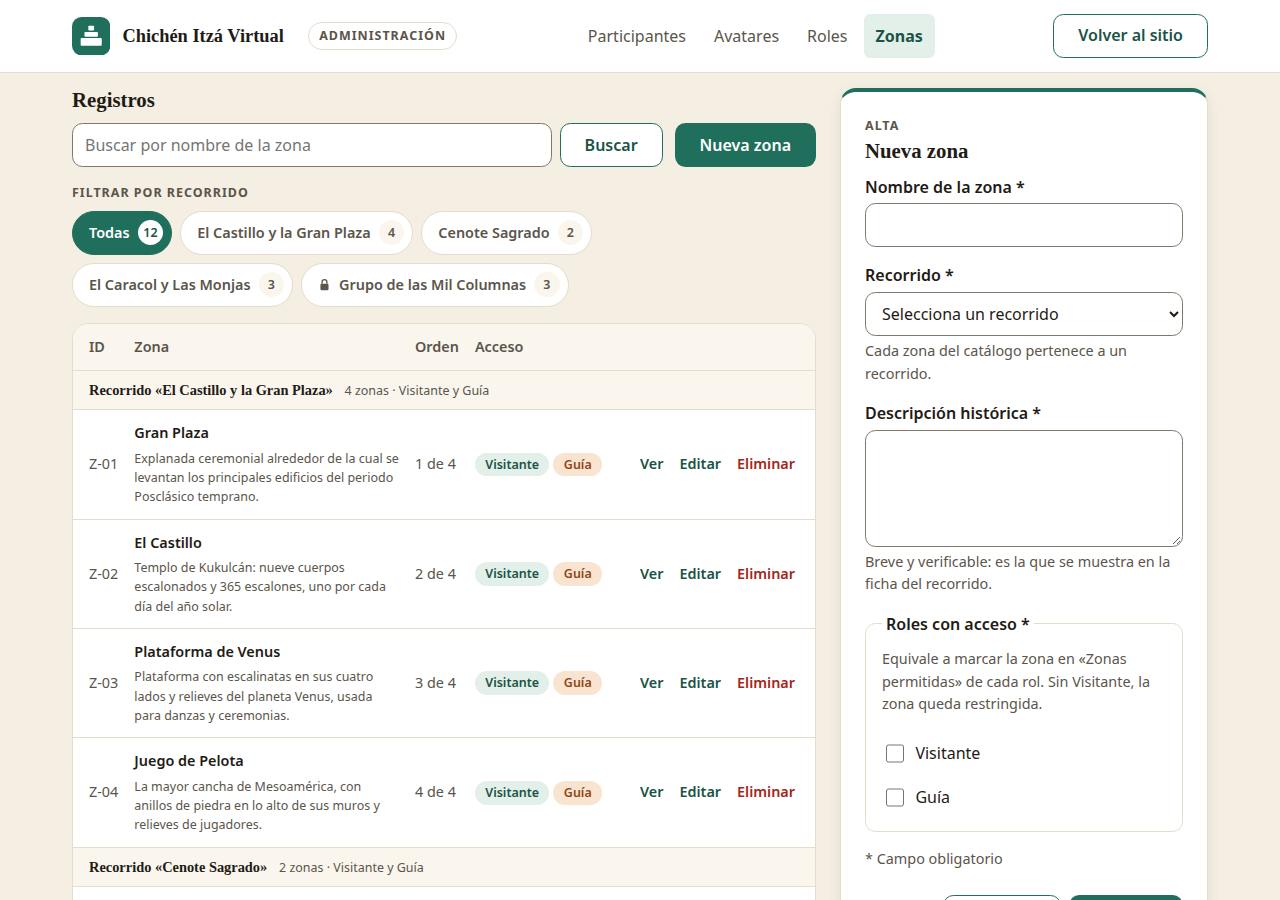 Chichén Itzá Virtual
ADMINISTRACIÓN
Participantes
Avatares
Roles
Zonas
Volver al sitio
Registros
Buscar por nombre de la zona
Buscar
Nueva zona
FILTRAR POR RECORRIDO
Todas 12
El Castillo y la Gran Plaza 4
Cenote Sagrado 2
El Caracol y Las Monjas 3
Grupo de las Mil Columnas 3
ID Zona Orden Acceso
Recorrido «El Castillo y la Gran Plaza» 4 zonas · Visitante y Guía
Gran Plaza
Z-01 Explanada ceremonial alrededor de la cual se 1 de 4 Visitante Guía Ver Editar Eliminar
levantan los principales edificios del periodo
Posclásico temprano.
El Castillo
Z-02 Templo de Kukulcán: nueve cuerpos 2 de 4 Visitante Guía Ver Editar Eliminar
escalonados y 365 escalones, uno por cada
día del año solar.
Plataforma de Venus
Z-03 Plataforma con escalinatas en sus cuatro 3 de 4 Visitante Guía Ver Editar Eliminar
lados y relieves del planeta Venus, usada
para danzas y ceremonias.
Juego de Pelota
Z-04 La mayor cancha de Mesoamérica, con 4 de 4 Visitante Guía Ver Editar Eliminar
anillos de piedra en lo alto de sus muros y
relieves de jugadores.
Recorrido «Cenote Sagrado» 2 zonas · Visitante y Guía
ALTA
Nueva zona
Nombre de la zona *
Recorrido *
Selecciona un recorrido
Cada zona del catálogo pertenece a un
recorrido.
Descripción histórica *
Breve y verificable: es la que se muestra en la
ficha del recorrido.
Roles con acceso *
Equivale a marcar la zona en «Zonas
permitidas» de cada rol. Sin Visitante, la
zona queda restringida.
Visitante
Guía
* Campo obligatorio